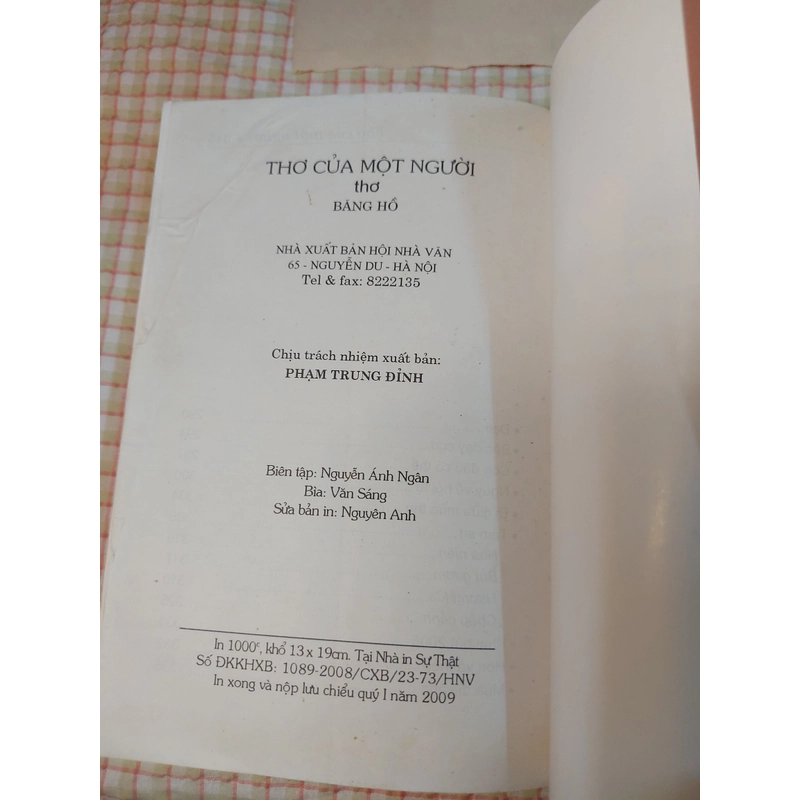 THƠ CỦA MỘT NGƯỜI
thơ
BÀNG HỒ
NHÀ XUẤT BẢN HỘI NHÀ VĂN
65 - NGUYỄN DU - HÀ NỘI
Tel & fax: 8222135
Chịu trách nhiệm xuất bản:
PHẠM TRUNG ĐỈNH
Biên tập: Nguyễn Ánh Ngân
Bìa: Văn Sáng
Sửa bản in: Nguyên Anh
In 1000ᶜ, khổ 13 x 19cm. Tại Nhà in Sự Thật
Số ĐKKHXB: 1089-2008/CXB/23-73/HNV
In xong và nộp lưu chiểu quý I năm 2009